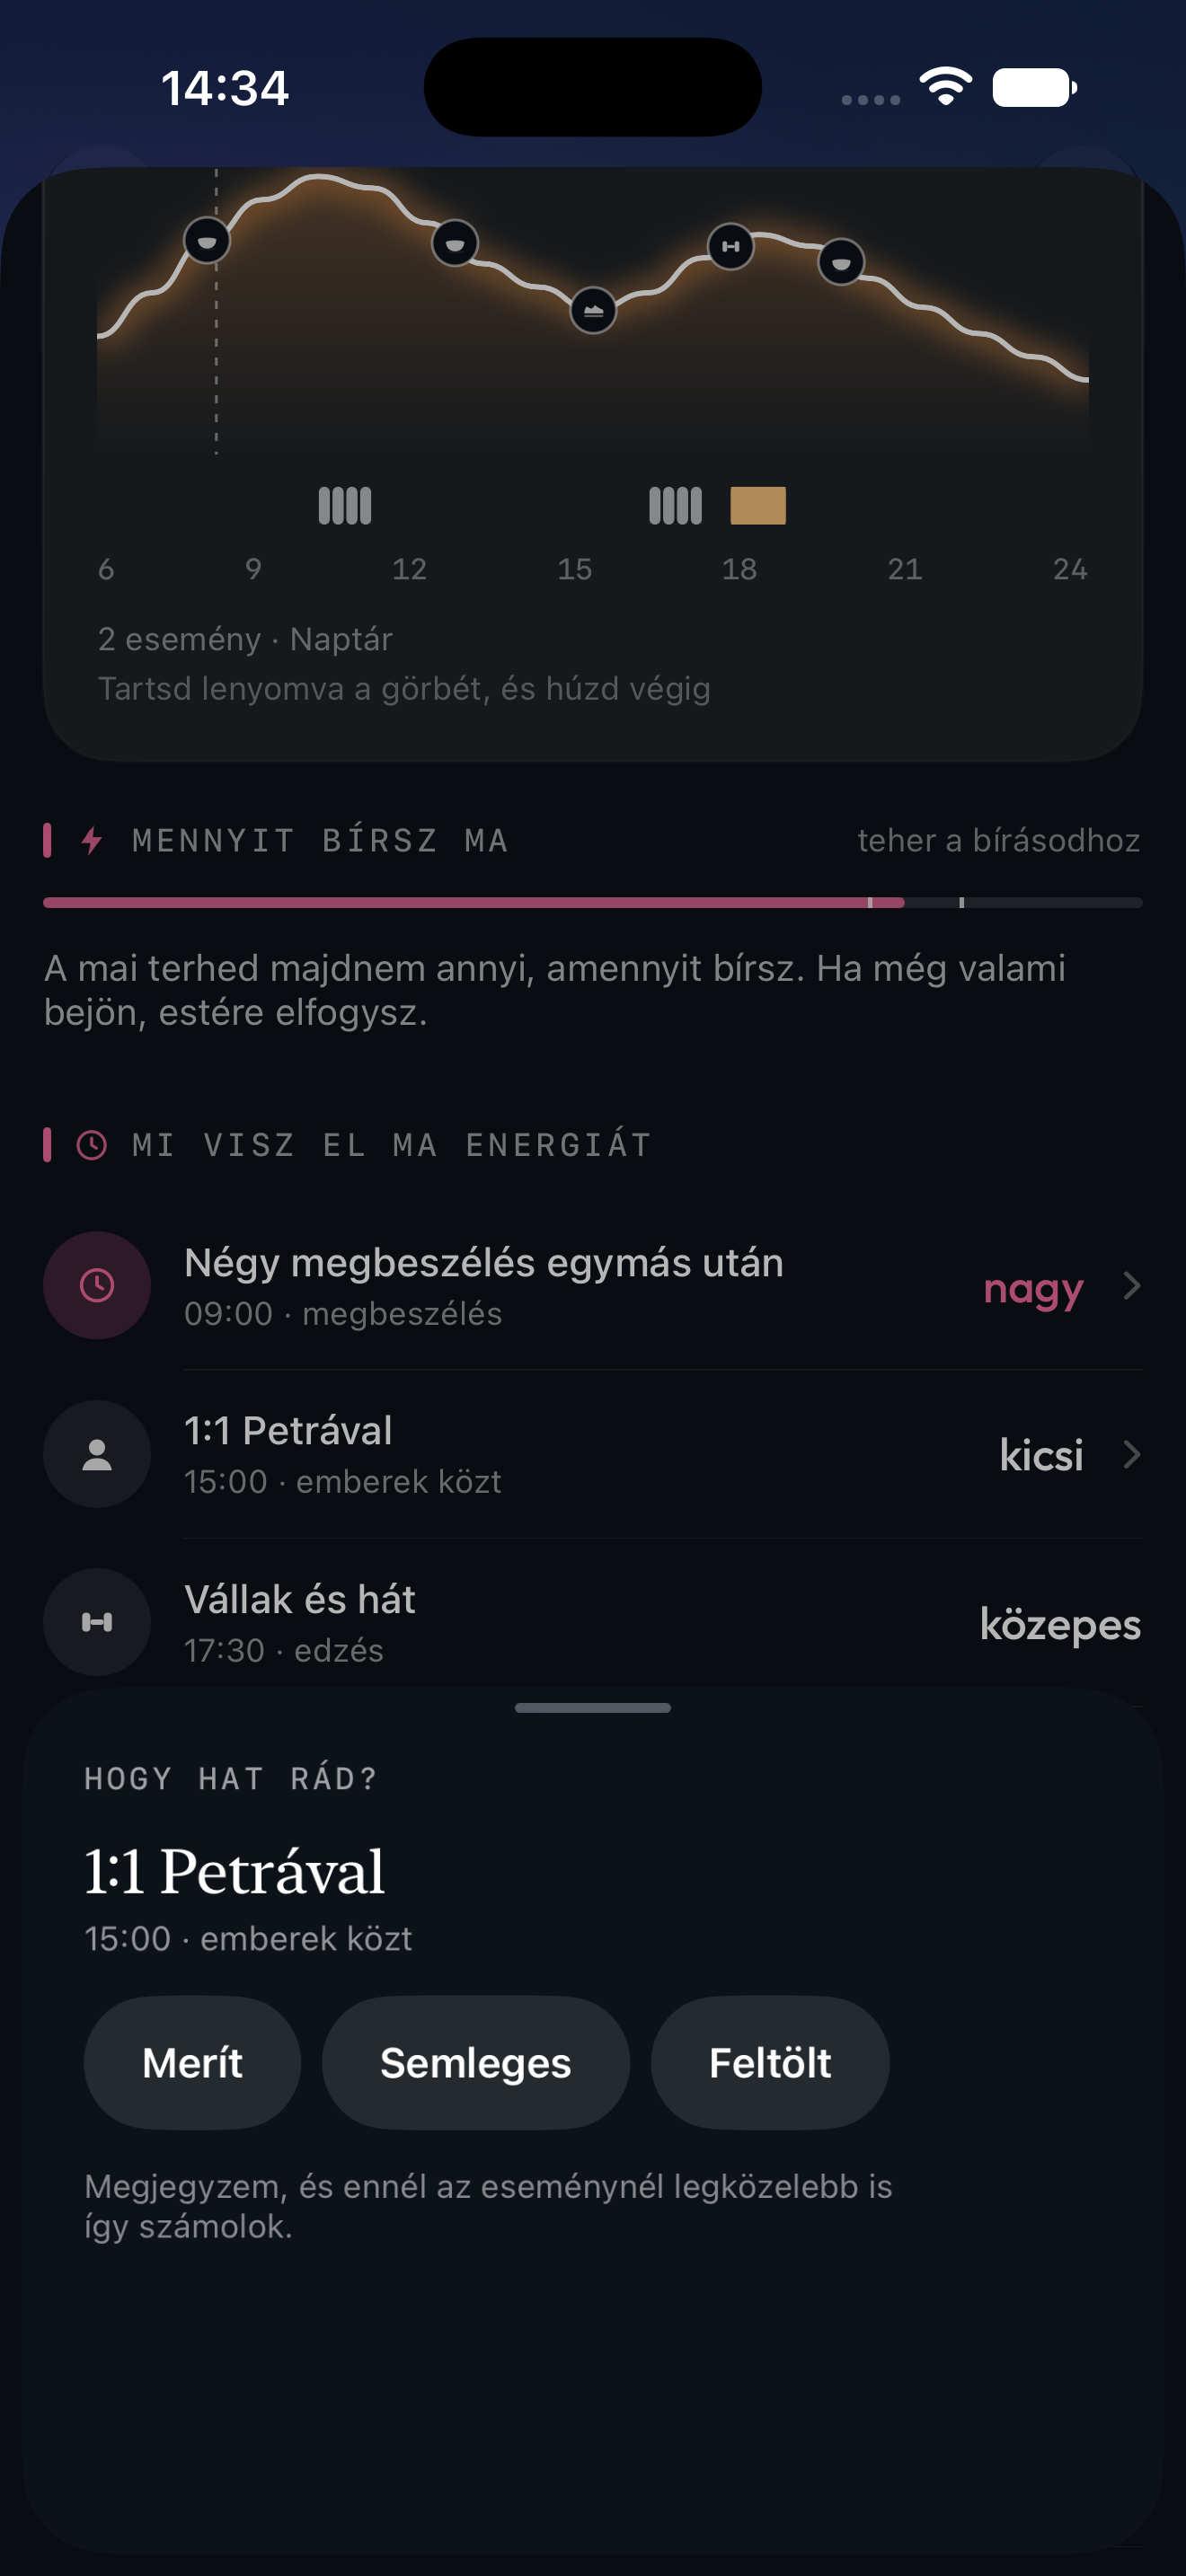 14:34
6 9 12 15 18 21 24
2 esemény · Naptár
Tartsd lenyomva a görbét, és húzd végig
MENNYIT BÍRSZ MA
teher a bírásodhoz
A mai terhed majdnem annyi, amennyit bírsz. Ha még valami
bejön, estére elfogysz.
MI VISZ EL MA ENERGIÁT
Négy megbeszélés egymás után
09:00 · megbeszélés
nagy
1:1 Petrával
15:00 · emberek közt
kicsi
Vállak és hát
17:30 · edzés
közepes
HOGY HAT RÁD?
1:1 Petrával
15:00 · emberek közt
Merít
Semleges
Feltölt
Megjegyzem, és ennél az eseménynél legközelebb is
így számolok.